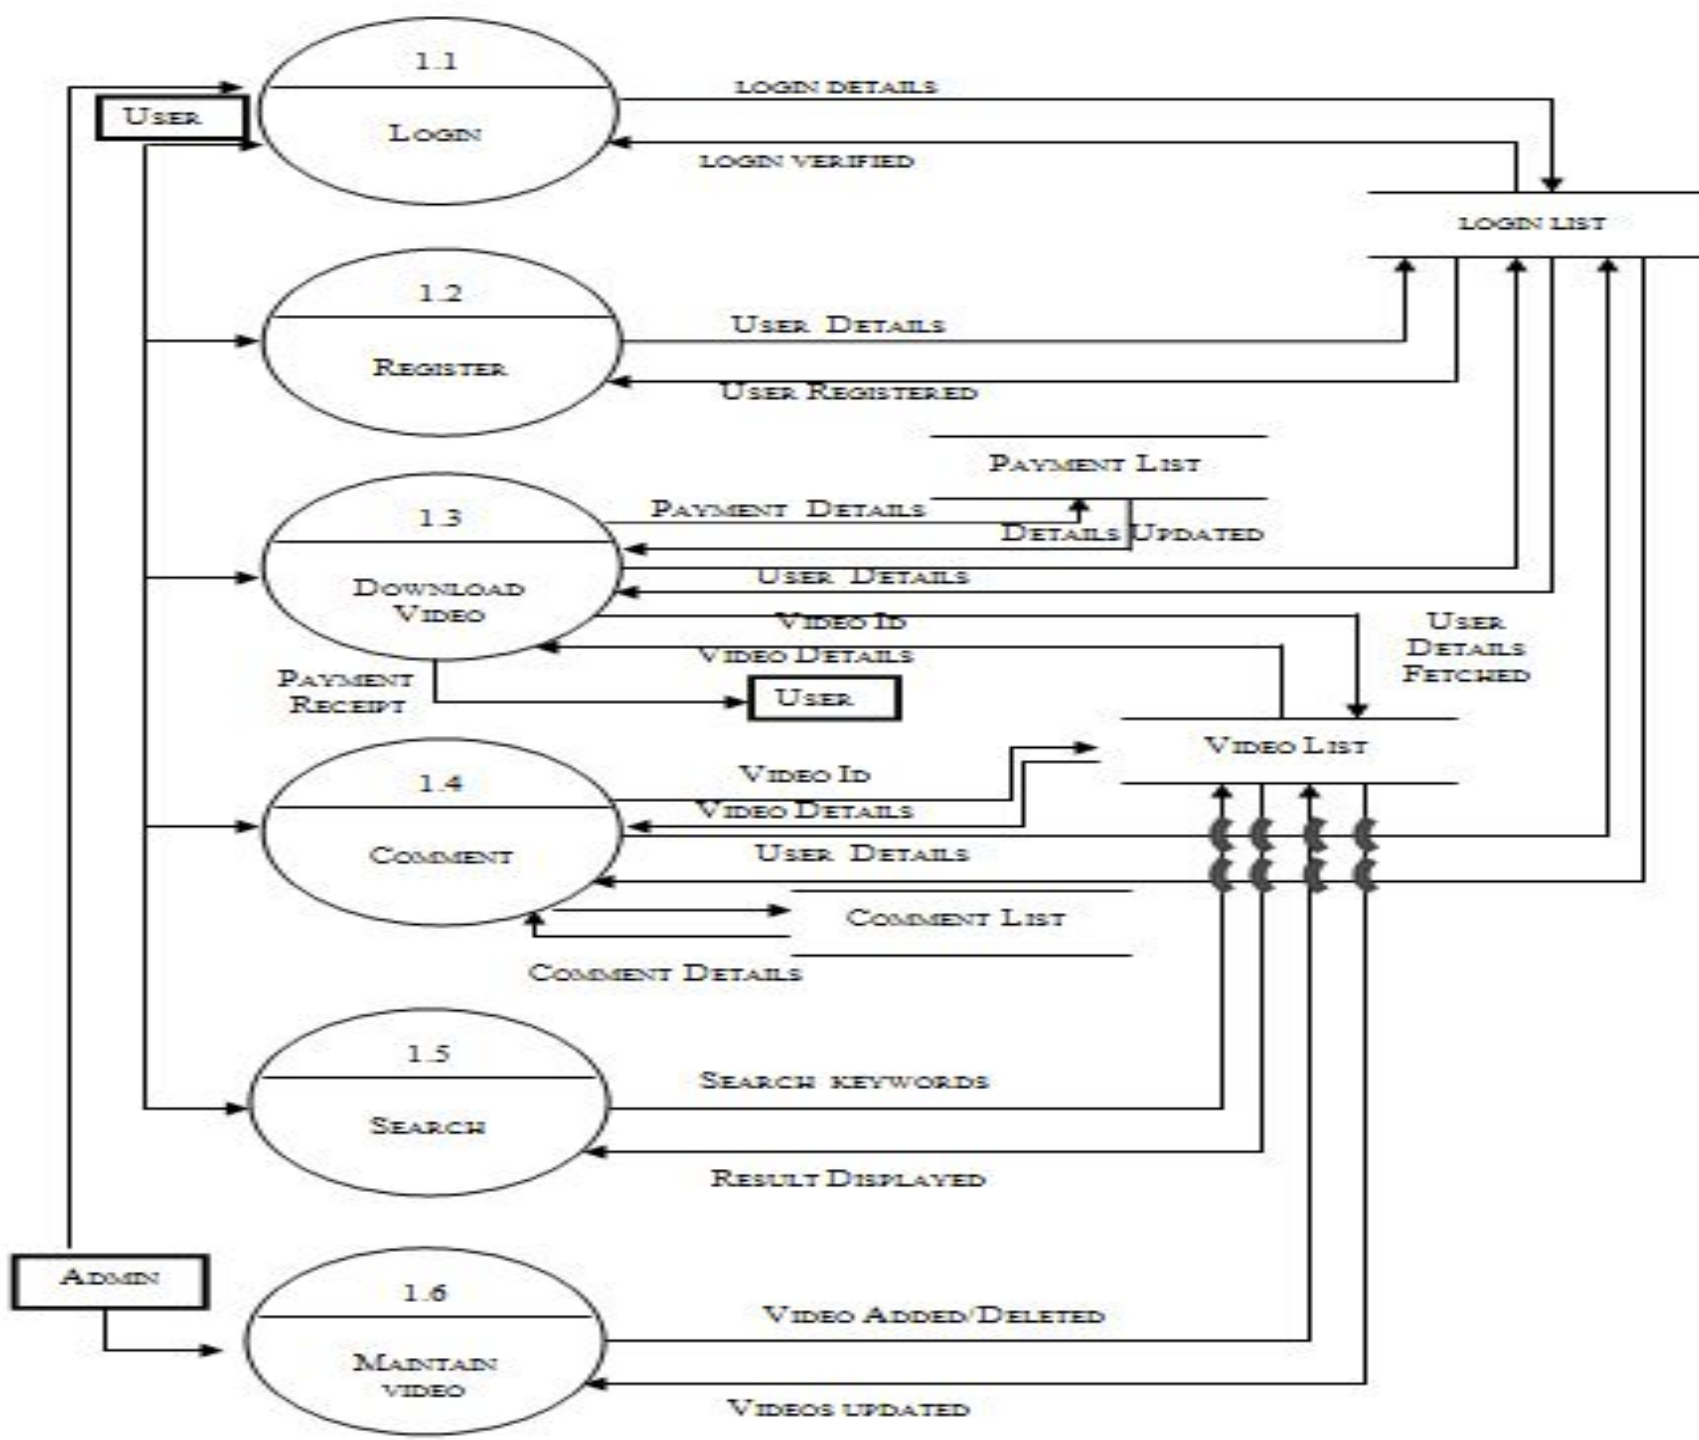 1.1
LOGIN DETAILS
USER
LOGIN
LOGIN VERIFIED
LOGIN LIST
1.2
USER DETAILS
REGISTER
USER REGISTERED
PAYMENT LIST
1.3
PAYMENT DETAILS
DETAILS UPDATED
USER DETAILS
DOWNLOAD
VIDEO
VIDEO ID
USER
DETAILS
FETCHED
VIDEO DETAILS
PAYMENT
RECEIPT
USER
VIDEO LIST
1.4
VIDEO ID
VIDEO DETAILS
COMMENT
USER DETAILS
COMMENT LIST
COMMENT DETAILS
1.5
SEARCH KEYWORDS
SEARCH
RESULT DISPLAYED
ADMIN
1.6
VIDEO ADDED/DELETED
MAINTAIN
VIDEO
VIDEOS UPDATED